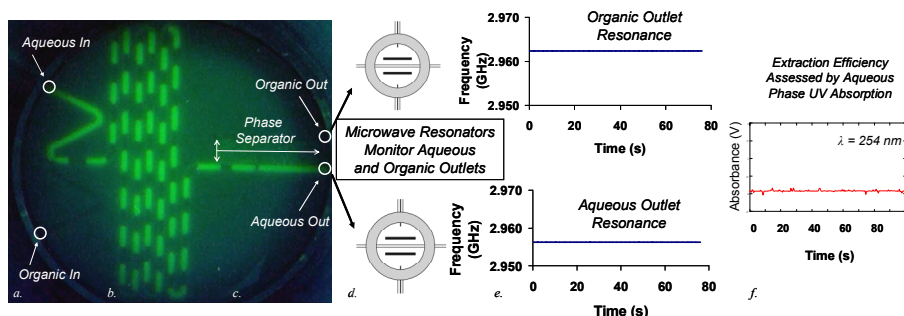 Aqueous In
Organic In
a.
b.
c.
Phase
Separator
Organic Out
Aqueous Out
Microwave Resonators
Monitor Aqueous
and Organic Outlets
d.
Organic Outlet
Resonance
Frequency
(GHz)
2.970
2.960
2.950
0 20 40 60 80
Time (s)
Aqueous Outlet
Resonance
Frequency
(GHz)
2.970
2.960
2.950
0 20 40 60 80
Time (s)
e.
Extraction Efficiency
Assessed by Aqueous
Phase UV Absorption
Absorbance (V)
λ = 254 nm
0 20 40 60 80
Time (s)
f.